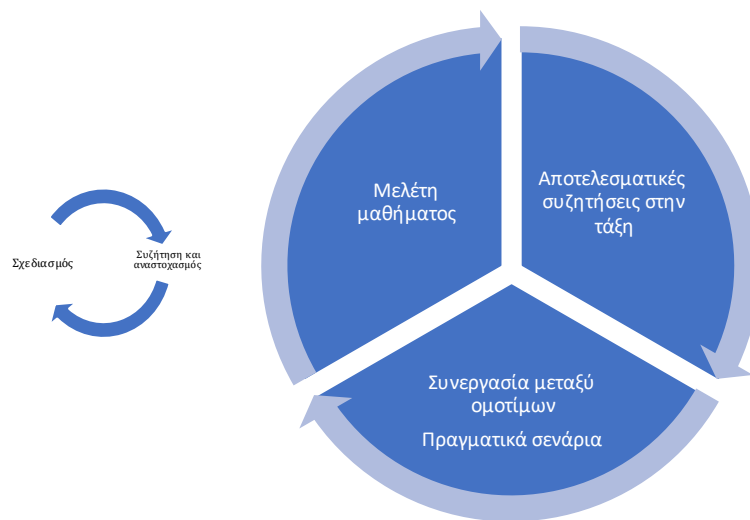 Σχεδιασμός
Συζήτηση και
αναστοχασμός
Μελέτη
μαθήματος
Αποτελεσματικές
συζητήσεις στην
τάξη
Συνεργασία μεταξύ
ομοτίμων
Πραγματικά σενάρια